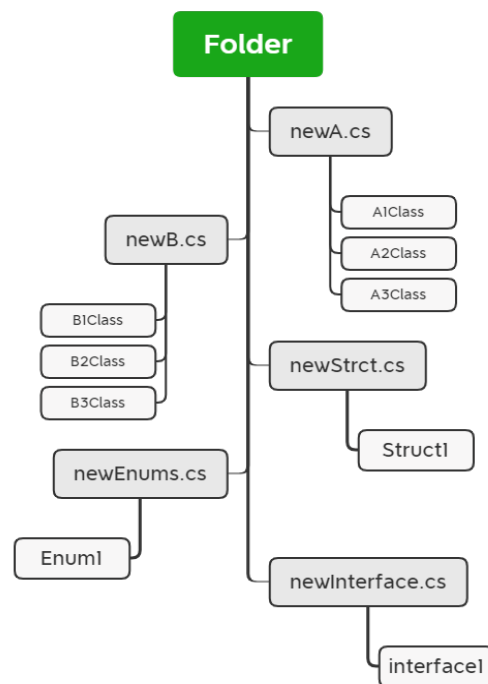 Folder
newA.cs
A1Class
A2Class
A3Class
newB.cs
B1Class
B2Class
B3Class
newStrct.cs
Struct1
newEnums.cs
Enum1
newInterface.cs
interface1